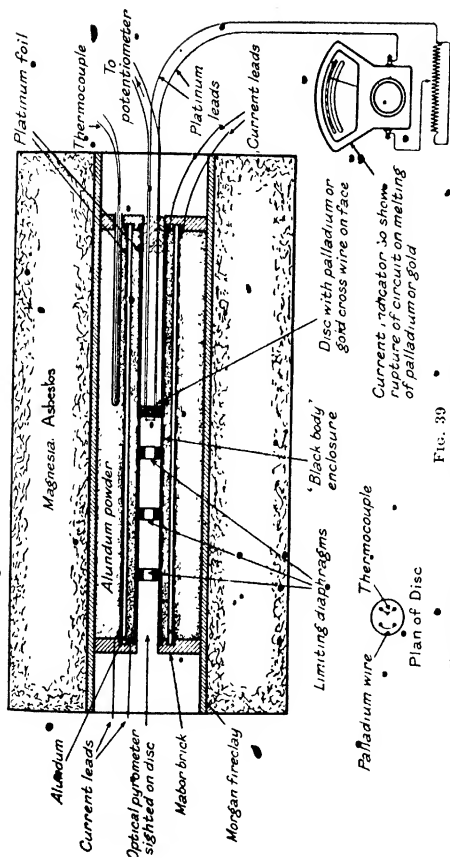 Platinum foil
Thermocouple
To
potentiometer
Platinum
leads
Current leads
Magnesia Asbestos
Alundum powder
Alundum
Current leads
Optical pyrometer
sighted on disc
Mabor brick
Morgan fireclay
Limiting diaphragms
'Black body'
enclosure
Disc with palladium or
gold cross wire on face
Current indicator to show
rupture of circuit on melting
of palladium or gold
Palladium wire
Thermocouple
Plan of Disc
FIG. 39